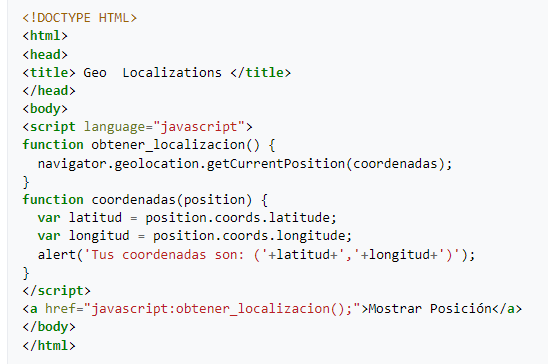 <!DOCTYPE HTML>
<html>
<head>
<title> Geo  Localizations </title>
</head>
<body>
<script language="javascript">
function obtener_localizacion() {
  navigator.geolocation.getCurrentPosition(coordenadas);
}
function coordenadas(position) {
  var latitud = position.coords.latitude;
  var longitud = position.coords.longitude;
  alert('Tus coordenadas son: ('+latitud+','+longitud+')');
}
</script>
<a href="javascript:obtener_localizacion();">Mostrar Posición</a>
</body>
</html>